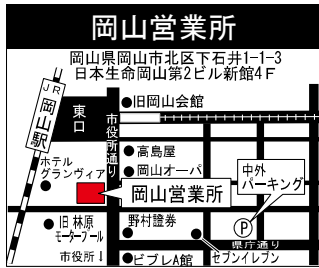 岡山営業所
岡山県岡山市北区下石井1-1-3
日本生命岡山第2ビル新館4F
JR
岡山駅
東口
市役所通り
●旧岡山会館
●高島屋
●岡山オーパ
ホテル
グランヴィア
岡山営業所
中外
パーキング
●旧林原
モータープール
野村證券
P
県庁通り
市役所↓
●ビブレA館
セブンイレブン